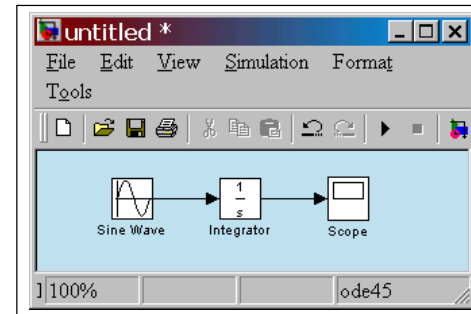 untitled *
File Edit View Simulation Format
Tools
1
s
Sine Wave Integrator Scope
100% ode45